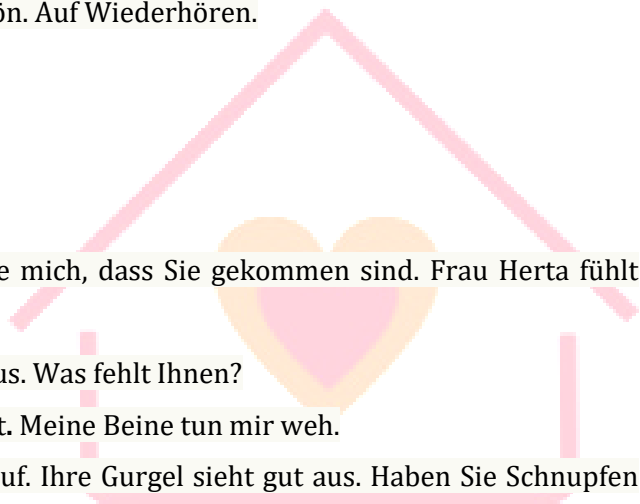 ön. Auf Wiederhören.
e mich, dass Sie gekommen sind. Frau Herta fühlt
us. Was fehlt Ihnen?
t. Meine Beine tun mir weh.
uf. Ihre Gurgel sieht gut aus. Haben Sie Schnupfen